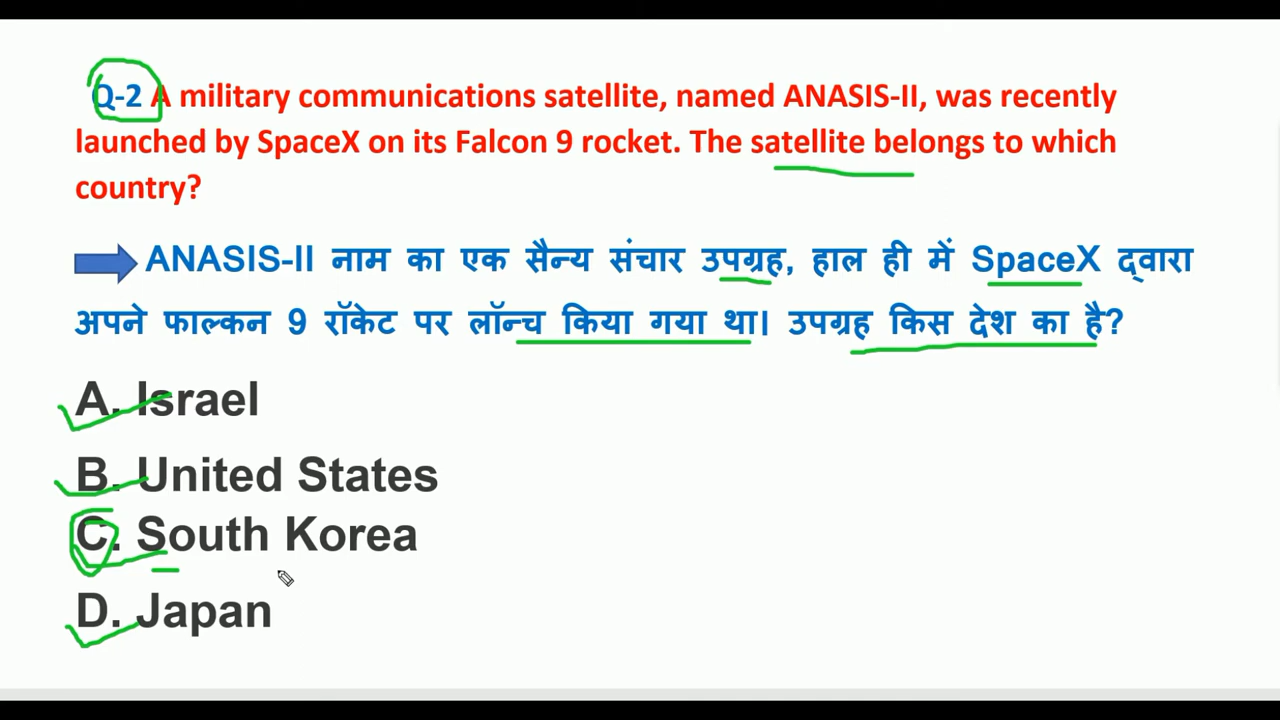 Q-2 A military communications satellite, named ANASIS-II, was recently
launched by SpaceX on its Falcon 9 rocket. The satellite belongs to which
country?
ANASIS-II नाम का एक सैन्य संचार उपग्रह, हाल ही में SpaceX द्वारा
अपने फाल्कन 9 रॉकेट पर लॉन्च किया गया था। उपग्रह किस देश का है?
A. Israel
B. United States
C. South Korea
D. Japan